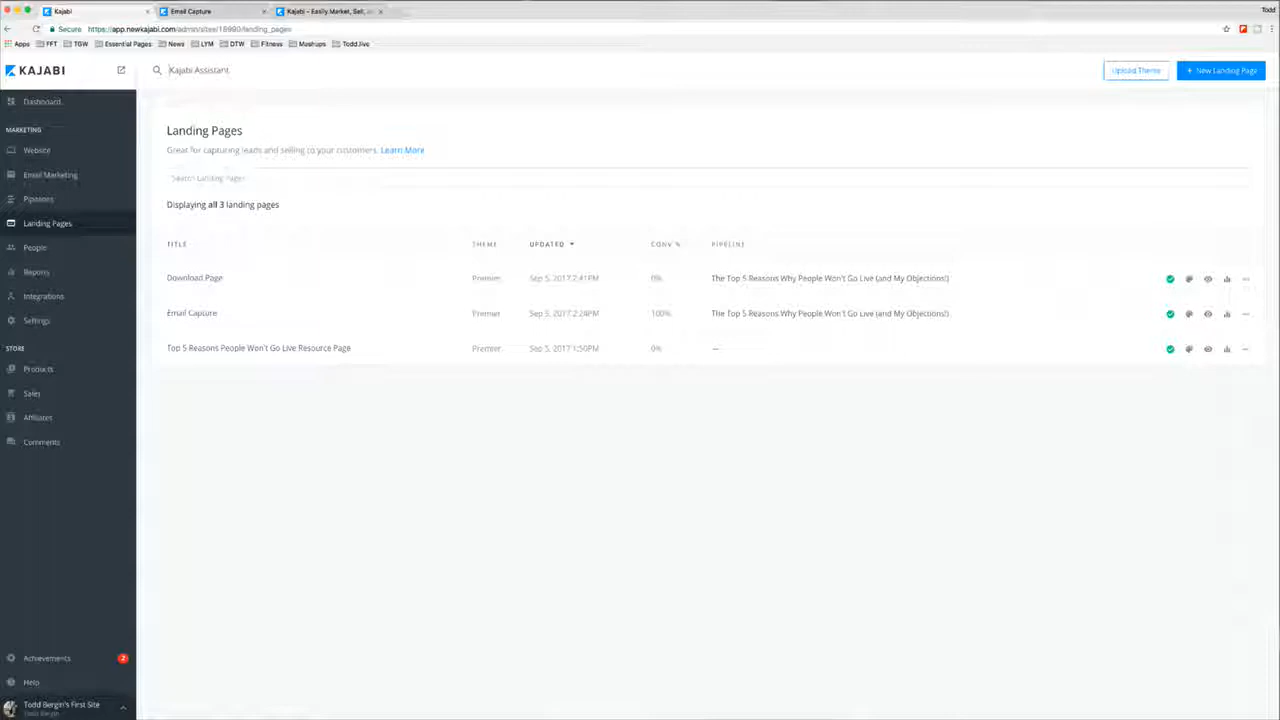 Kajabi
Email Capture
Kajabi - Easily Market, Sell, an
Todd
Secure https://app.newkajabi.com/admin/sites/18990/landing_pages
Apps FFT TGW Essential Pages News LYM DTW Fitness Mashups Todd.live
KAJABI
Kajabi Assistant
Upload Theme
+ New Landing Page
Dashboard
MARKETING
Website
Email Marketing
Pipelines
Landing Pages
People
Reports
Integrations
Settings
STORE
Products
Sales
Affiliates
Comments
Achievements 2
Help
Todd Bergin's First Site
Todd Bergin
Landing Pages
Great for capturing leads and selling to your customers. Learn More
Search Landing Pages
Displaying all 3 landing pages
TITLE THEME UPDATED CONV % PIPELINE
Download Page Premier Sep 5, 2017 2:41PM 0% The Top 5 Reasons Why People Won't Go Live (and My Objections!)
Email Capture Premier Sep 5, 2017 2:24PM 100% The Top 5 Reasons Why People Won't Go Live (and My Objections!)
Top 5 Reasons People Won't Go Live Resource Page Premier Sep 5, 2017 1:50PM 0% —